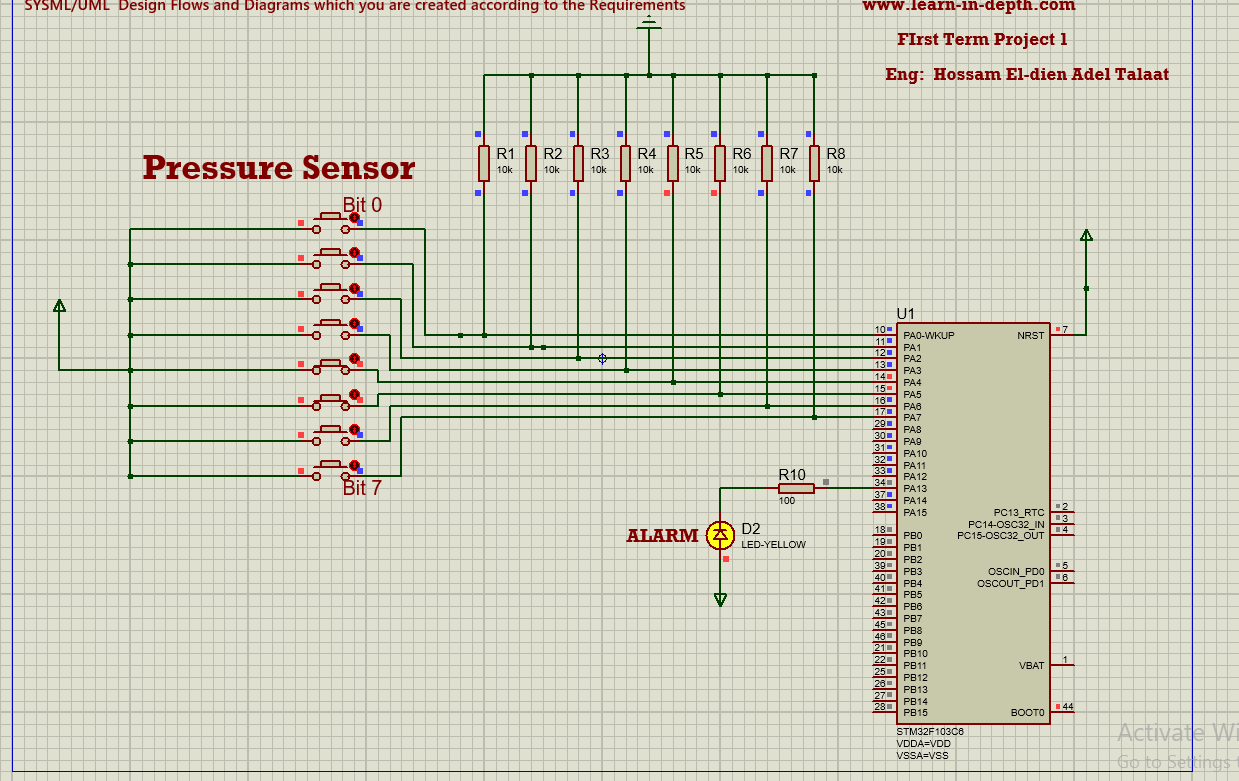 SYSML/UML Design Flows and Diagrams which you are created according to the Requirements
www.learn-in-depth.com
FIrst Term Project 1
Eng: Hossam El-dien Adel Talaat
R1 R2 R3 R4 R5 R6 R7 R8
10k 10k 10k 10k 10k 10k 10k 10k
Pressure Sensor
Bit 0
Bit 7
U1
10 PA0-WKUP NRST 7
11 PA1
12 PA2
13 PA3
14 PA4
15 PA5
16 PA6
17 PA7
29 PA8
30 PA9
31 PA10
32 PA11
33 PA12
34 PA13
37 PA14
38 PA15 PC13_RTC 2
PC14-OSC32_IN 3
18 PB0 PC15-OSC32_OUT 4
19 PB1
20 PB2
39 PB3 OSCIN_PD0 5
40 PB4 OSCOUT_PD1 6
41 PB5
42 PB6
43 PB7
45 PB8
46 PB9
21 PB10
22 PB11 VBAT 1
25 PB12
26 PB13
27 PB14
28 PB15 BOOT0 44
R10
100
ALARM
D2
LED-YELLOW
STM32F103C6
VDDA=VDD
VSSA=VSS
Activate Wi
Go to Settings